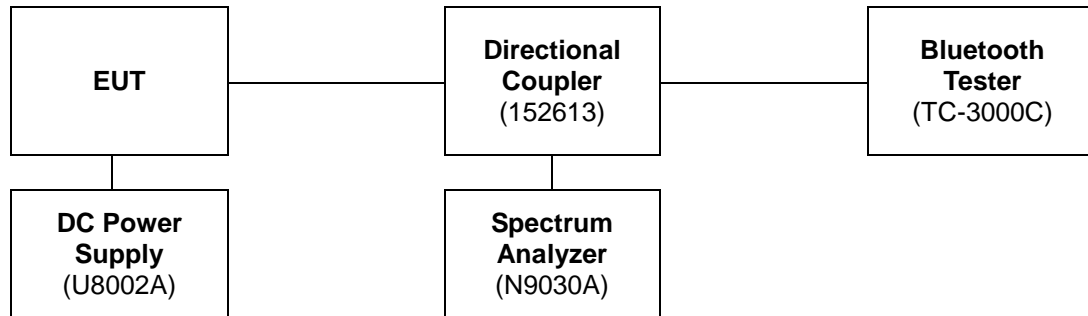 EUT
Directional
Coupler
(152613)
Bluetooth
Tester
(TC-3000C)
DC Power
Supply
(U8002A)
Spectrum
Analyzer
(N9030A)